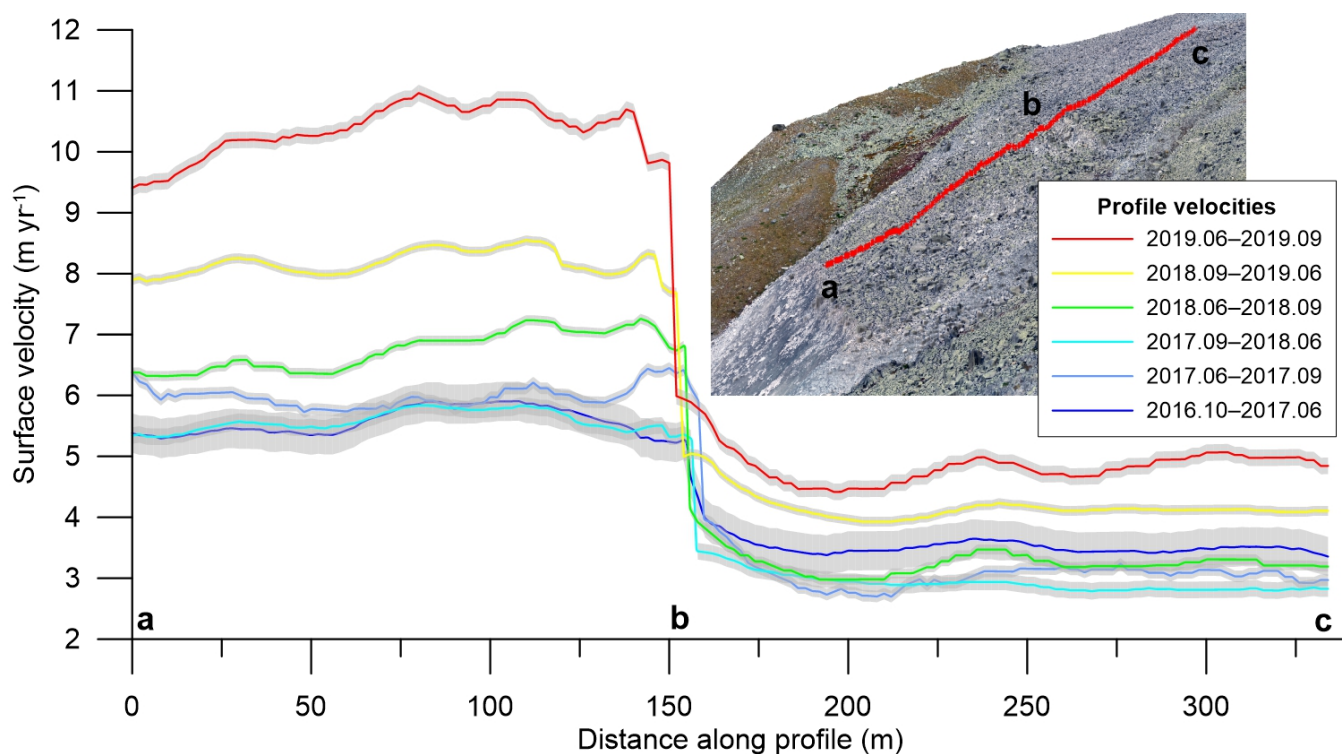 12
11
10
9
8
7
6
5
4
3
2
Surface velocity (m yr⁻¹)
a
b
c
0
50
100
150
200
250
300
Distance along profile (m)
c
b
a
Profile velocities
2019.06–2019.09
2018.09–2019.06
2018.06–2018.09
2017.09–2018.06
2017.06–2017.09
2016.10–2017.06